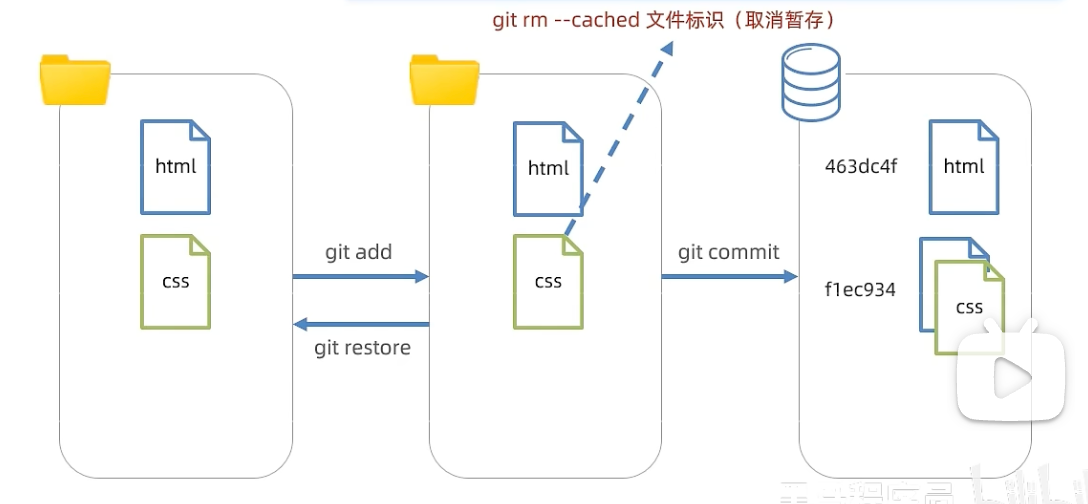 git rm --cached 文件标识（取消暂存）
html
css
git add
git restore
html
css
git commit
463dc4f
html
f1ec934
css